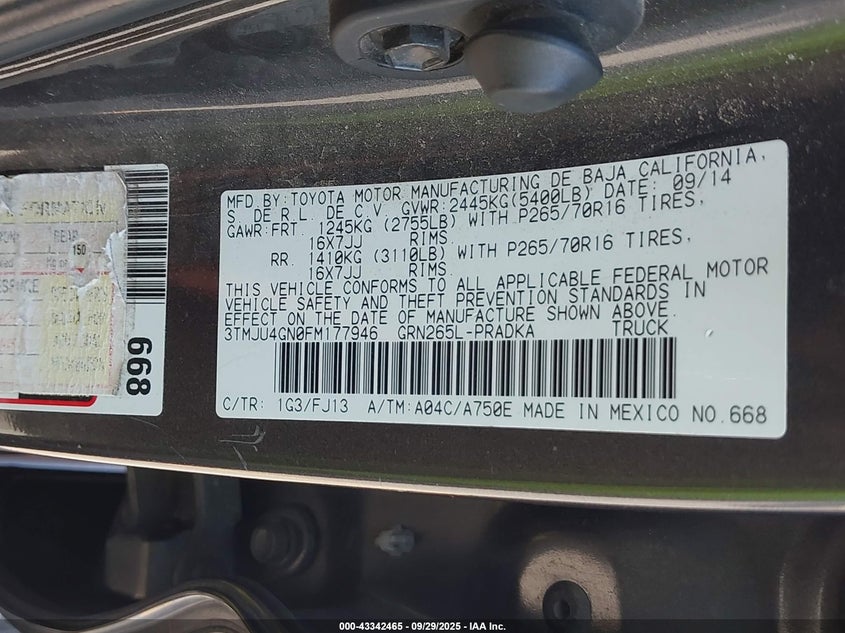 MFD.BY:TOYOTA MOTOR MANUFACTURING DE BAJA CALIFORNIA,
S. DE R.L. DE C.V. GVWR:2445KG(5400LB) DATE: 09/14
GAWR:FRT. 1245KG (2755LB) WITH P265/70R16 TIRES,
16X7JJ RIMS,
RR. 1410KG (3110LB) WITH P265/70R16 TIRES,
16X7JJ RIMS
THIS VEHICLE CONFORMS TO ALL APPLICABLE FEDERAL MOTOR
VEHICLE SAFETY AND THEFT PREVENTION STANDARDS IN
EFFECT ON THE DATE OF MANUFACTURE SHOWN ABOVE.
3TMJU4GN0FM177946 GRN265L-PRADKA TRUCK
C/TR: 1G3/FJ13 A/TM:A04C/A750E MADE IN MEXICO NO.668
REAR
150
668
000-43342465 - 09/29/2025 - IAA Inc.